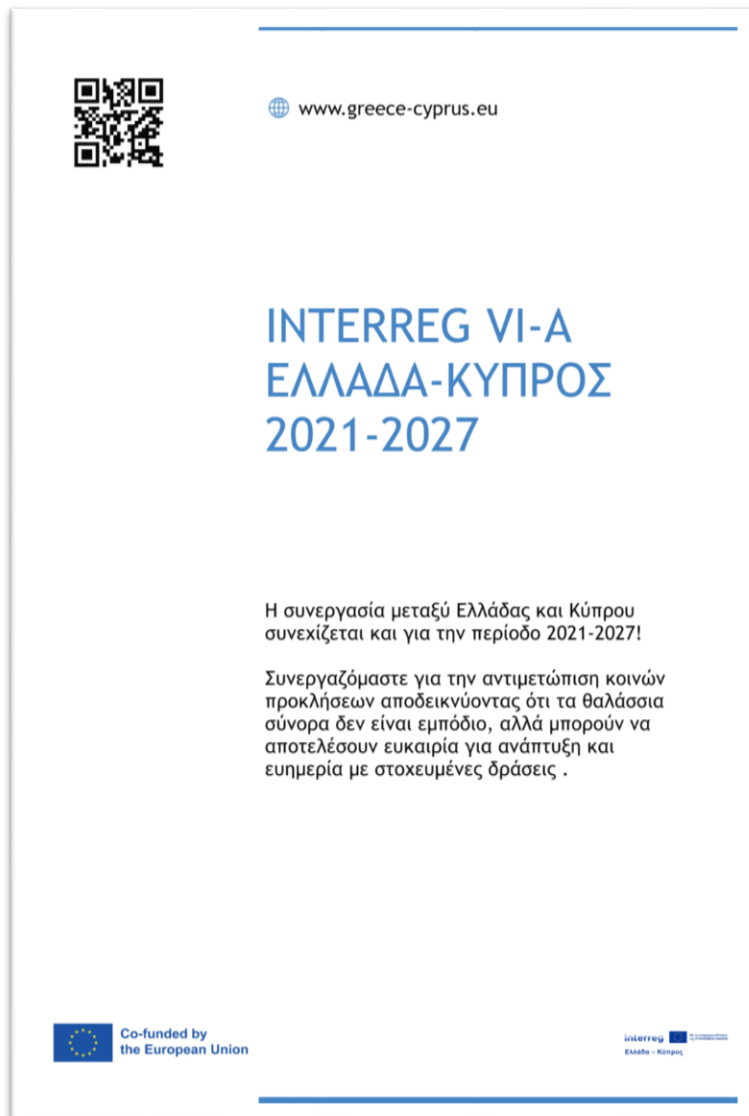 www.greece-cyprus.eu
INTERREG VI-A
ΕΛΛΑΔΑ-ΚΥΠΡΟΣ
2021-2027
Η συνεργασία μεταξύ Ελλάδας και Κύπρου
συνεχίζεται και για την περίοδο 2021-2027!
Συνεργαζόμαστε για την αντιμετώπιση κοινών
προκλήσεων αποδεικνύοντας ότι τα θαλάσσια
σύνορα δεν είναι εμπόδιο, αλλά μπορούν να
αποτελέσουν ευκαιρία για ανάπτυξη και
ευημερία με στοχευμένες δράσεις .
Co-funded by
the European Union
Interreg
Ελλάδα – Κύπρος